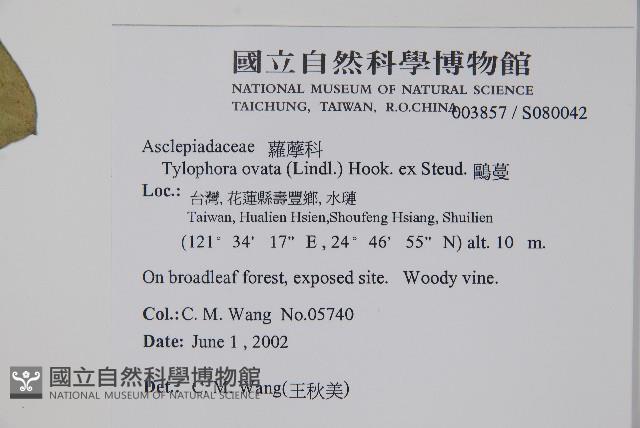 國立自然科學博物館
NATIONAL MUSEUM OF NATURAL SCIENCE
TAICHUNG, TAIWAN, R.O.CHINA
003857 / S080042
Asclepiadaceae 蘿藦科
Tylophora ovata (Lindl.) Hook. ex Steud. 鷗蔓
Loc.: 台灣, 花蓮縣壽豐鄉, 水璉
Taiwan, Hualien Hsien,Shoufeng Hsiang, Shuilien
(121° 34' 17" E , 24° 46' 55" N) alt. 10 m.
On broadleaf forest, exposed site. Woody vine.
Col.: C. M. Wang No.05740
Date: June 1 , 2002
Det.: C. M. Wang(王秋美)
國立自然科學博物館
NATIONAL MUSEUM OF NATURAL SCIENCE